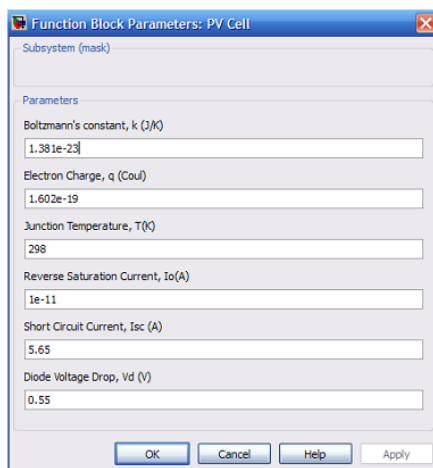 Function Block Parameters: PV Cell
Subsystem (mask)
Parameters
Boltzmann's constant, k (J/K)
1.381e-23
Electron Charge, q (Coul)
1.602e-19
Junction Temperature, T(K)
298
Reverse Saturation Current, Io(A)
1e-11
Short Circuit Current, Isc (A)
5.65
Diode Voltage Drop, Vd (V)
0.55
OK Cancel Help Apply